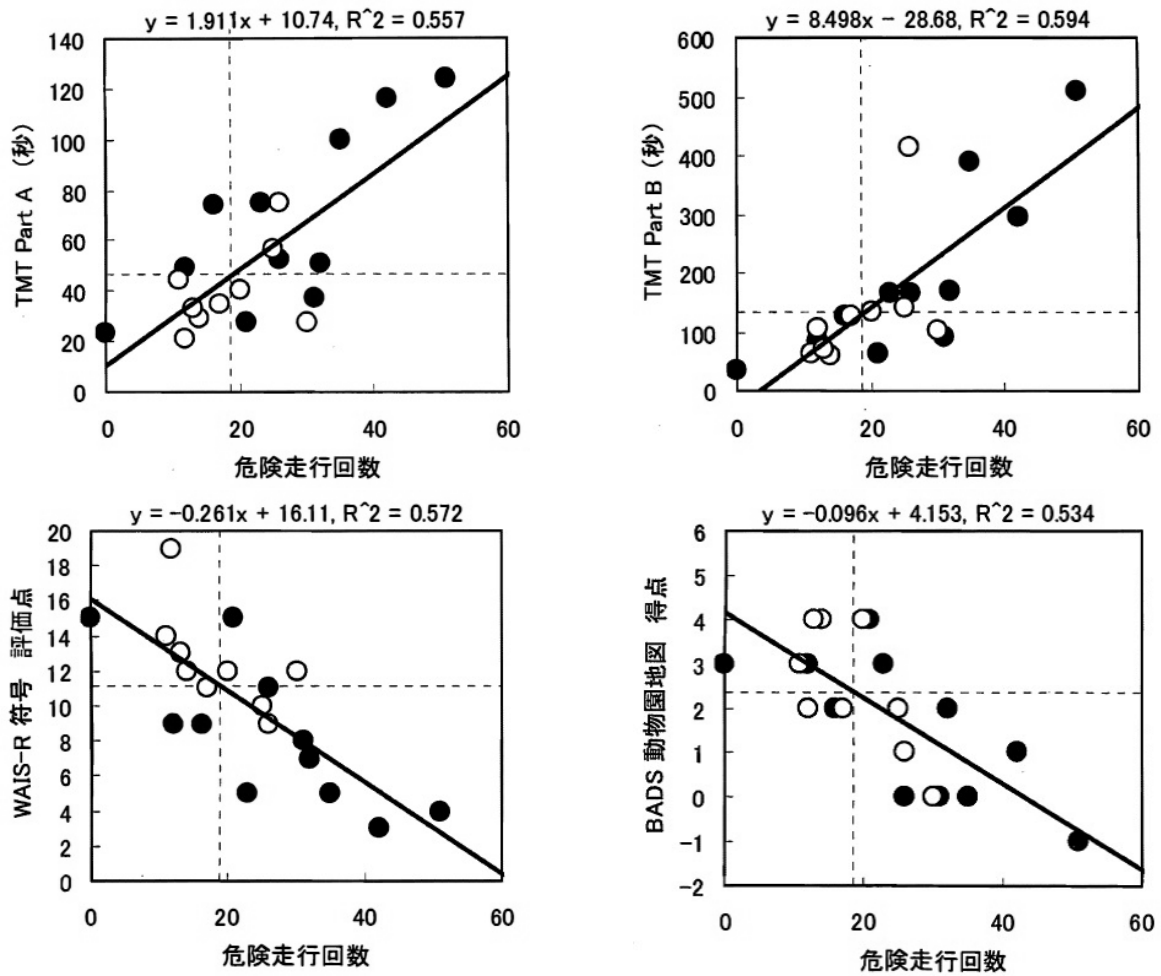 y = 1.911x + 10.74, R^2 = 0.557
140
120
100
80
60
40
20
0
TMT Part A (秒)
0 20 40 60
危険走行回数
y = 8.498x − 28.68, R^2 = 0.594
600
500
400
300
200
100
0
TMT Part B (秒)
0 20 40 60
危険走行回数
y = −0.261x + 16.11, R^2 = 0.572
20
18
16
14
12
10
8
6
4
2
0
WAIS-R 符号 評価点
0 20 40 60
危険走行回数
y = −0.096x + 4.153, R^2 = 0.534
6
5
4
3
2
1
0
−1
−2
BADS 動物園地図 得点
0 20 40 60
危険走行回数